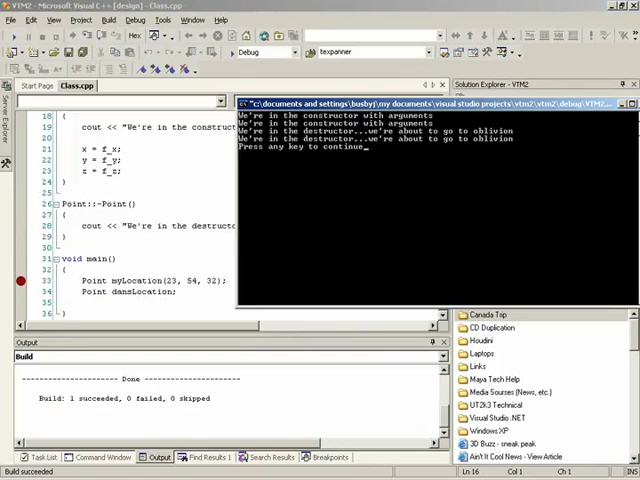 VTM2 - Microsoft Visual C++ [design] - Class.cpp
File Edit View Project Build Debug Tools Window Help
Hex
Debug texpanner
Start Page Class.cpp
Solution Explorer - VTM2
Server Explorer
"c:\documents and settings\busbyj\my documents\visual studio projects\vtm2\vtm2\debug\VTM2....
We're in the constructor with arguments
We're in the constructor with arguments
We're in the destructor...we're about to go to oblivion
We're in the destructor...we're about to go to oblivion
Press any key to continue_
18 {
19 cout << "We're in the construct
20
21 x = f_x;
22 y = f_y;
23 z = f_z;
24 }
25
26 Point::~Point()
27 {
28 cout << "We're in the destructo
29 }
30
31 void main()
32 {
33 Point myLocation(23, 54, 32);
34 Point dansLocation;
35
36 }
Output
Build
---------------------- Done ----------------------
Build: 1 succeeded, 0 failed, 0 skipped
Task List Command Window Output Find Results 1 Search Results Breakpoints
Canada Trip
CD Duplication
Houdini
Laptops
Links
Maya Tech Help
Media Sources (News, etc.)
UT2k3 Technical
Visual Studio .NET
Windows XP
3D Buzz - sneak peak
Ain't It Cool News - View Article
Build succeeded Ln 16 Col 1 Ch 1 INS